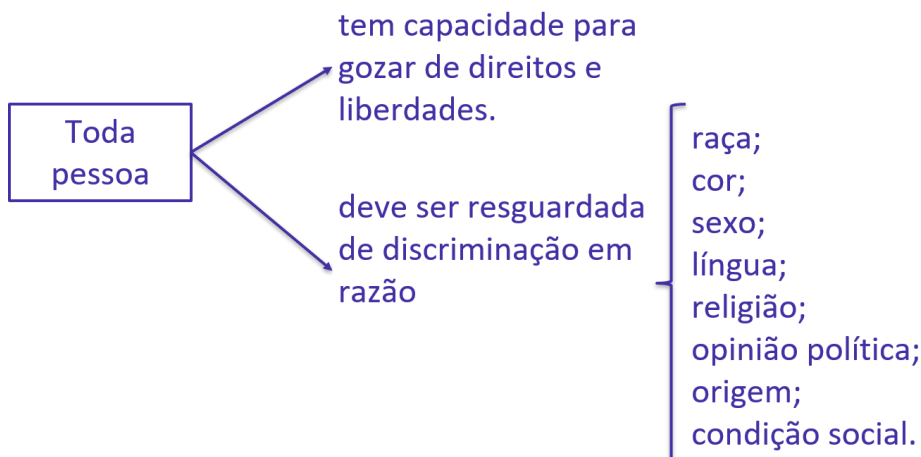 Toda
pessoa
tem capacidade para
gozar de direitos e
liberdades.
deve ser resguardada
de discriminação em
razão
raça;
cor;
sexo;
língua;
religião;
opinião política;
origem;
condição social.